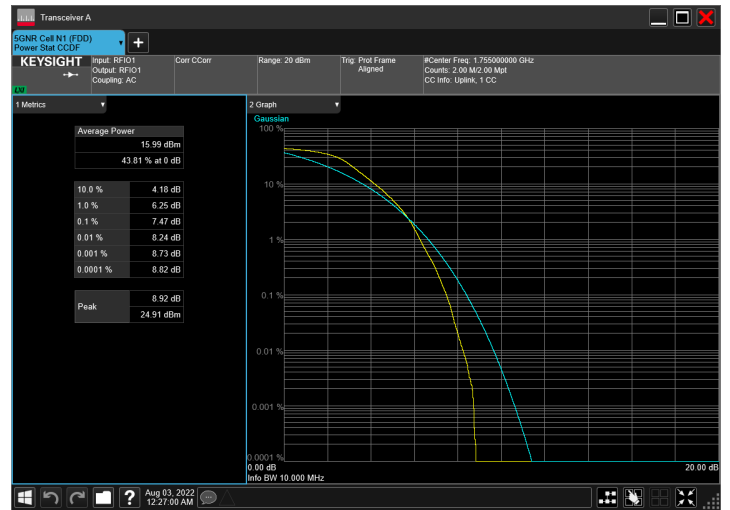 Transceiver A
5GNR Cell N1 (FDD)
Power Stat CCDF
KEYSIGHT
LXI
Input: RFIO1
Output: RFIO1
Coupling: AC
Corr CCorr
Range: 20 dBm
Trig: Prot Frame
Aligned
#Center Freq: 1.755000000 GHz
Counts: 2.00 M/2.00 Mpt
CC Info: Uplink, 1 CC
1 Metrics
Average Power
15.99 dBm
43.81 % at 0 dB
10.0 % 4.18 dB
1.0 % 6.25 dB
0.1 % 7.47 dB
0.01 % 8.24 dB
0.001 % 8.73 dB
0.0001 % 8.82 dB
Peak
8.92 dB
24.91 dBm
2 Graph
Gaussian
100 %
10 %
1 %
0.1 %
0.01 %
0.001 %
0.0001 %
0.00 dB 20.00 dB
Info BW 10.000 MHz
? Aug 03, 2022
12:27:00 AM